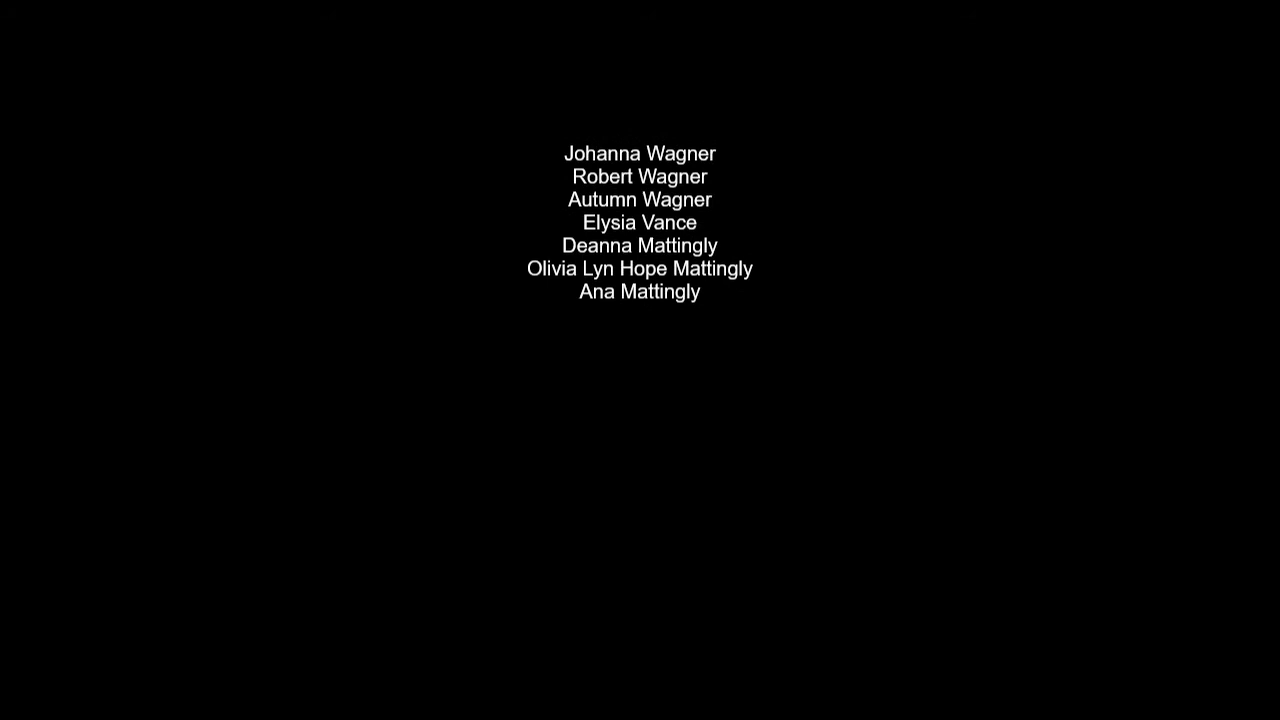 Johanna Wagner
Robert Wagner
Autumn Wagner
Elysia Vance
Deanna Mattingly
Olivia Lyn Hope Mattingly
Ana Mattingly